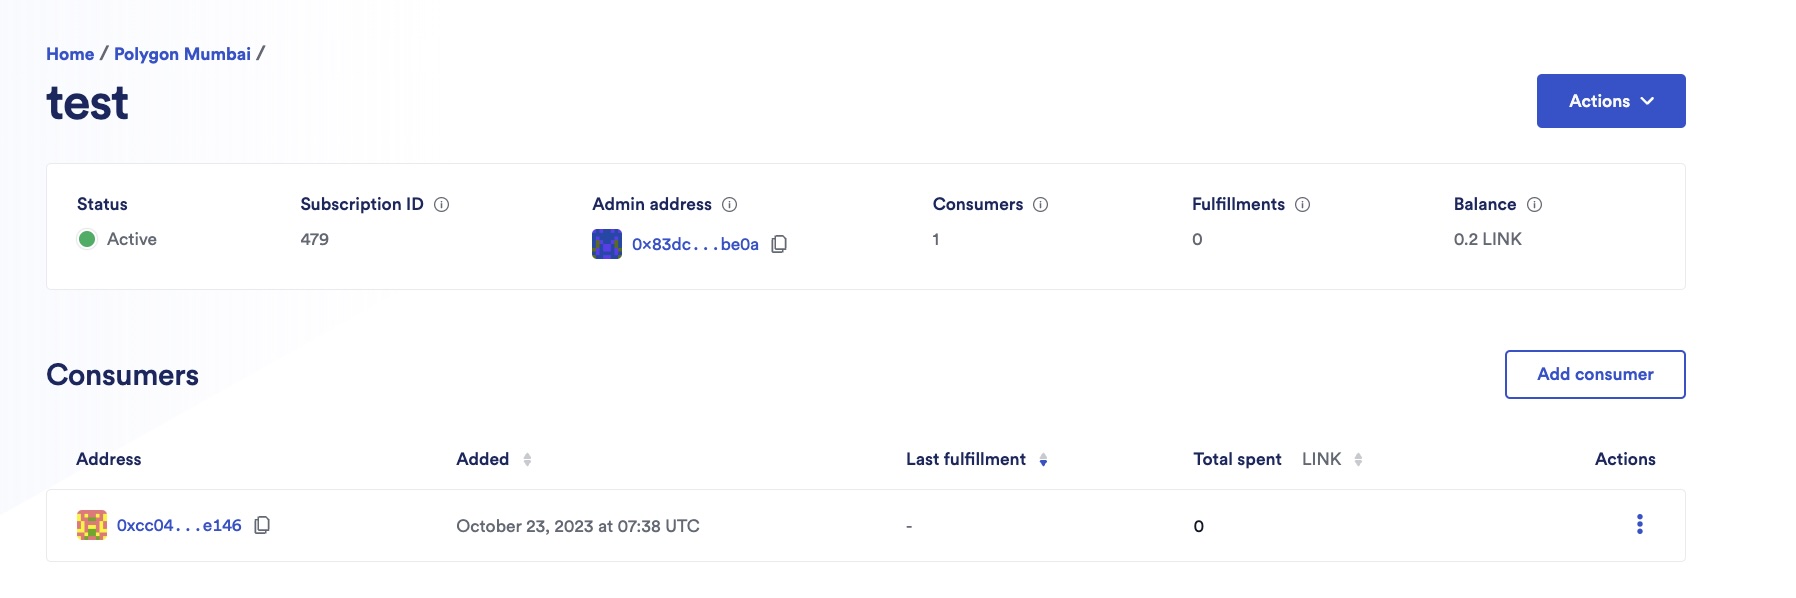 Home / Polygon Mumbai /
test
Actions
Status Subscription ID Admin address Consumers Fulfillments Balance
Active 479 0x83dc...be0a 1 0 0.2 LINK
Consumers
Add consumer
Address Added Last fulfillment Total spent LINK Actions
0xcc04...e146 October 23, 2023 at 07:38 UTC - 0